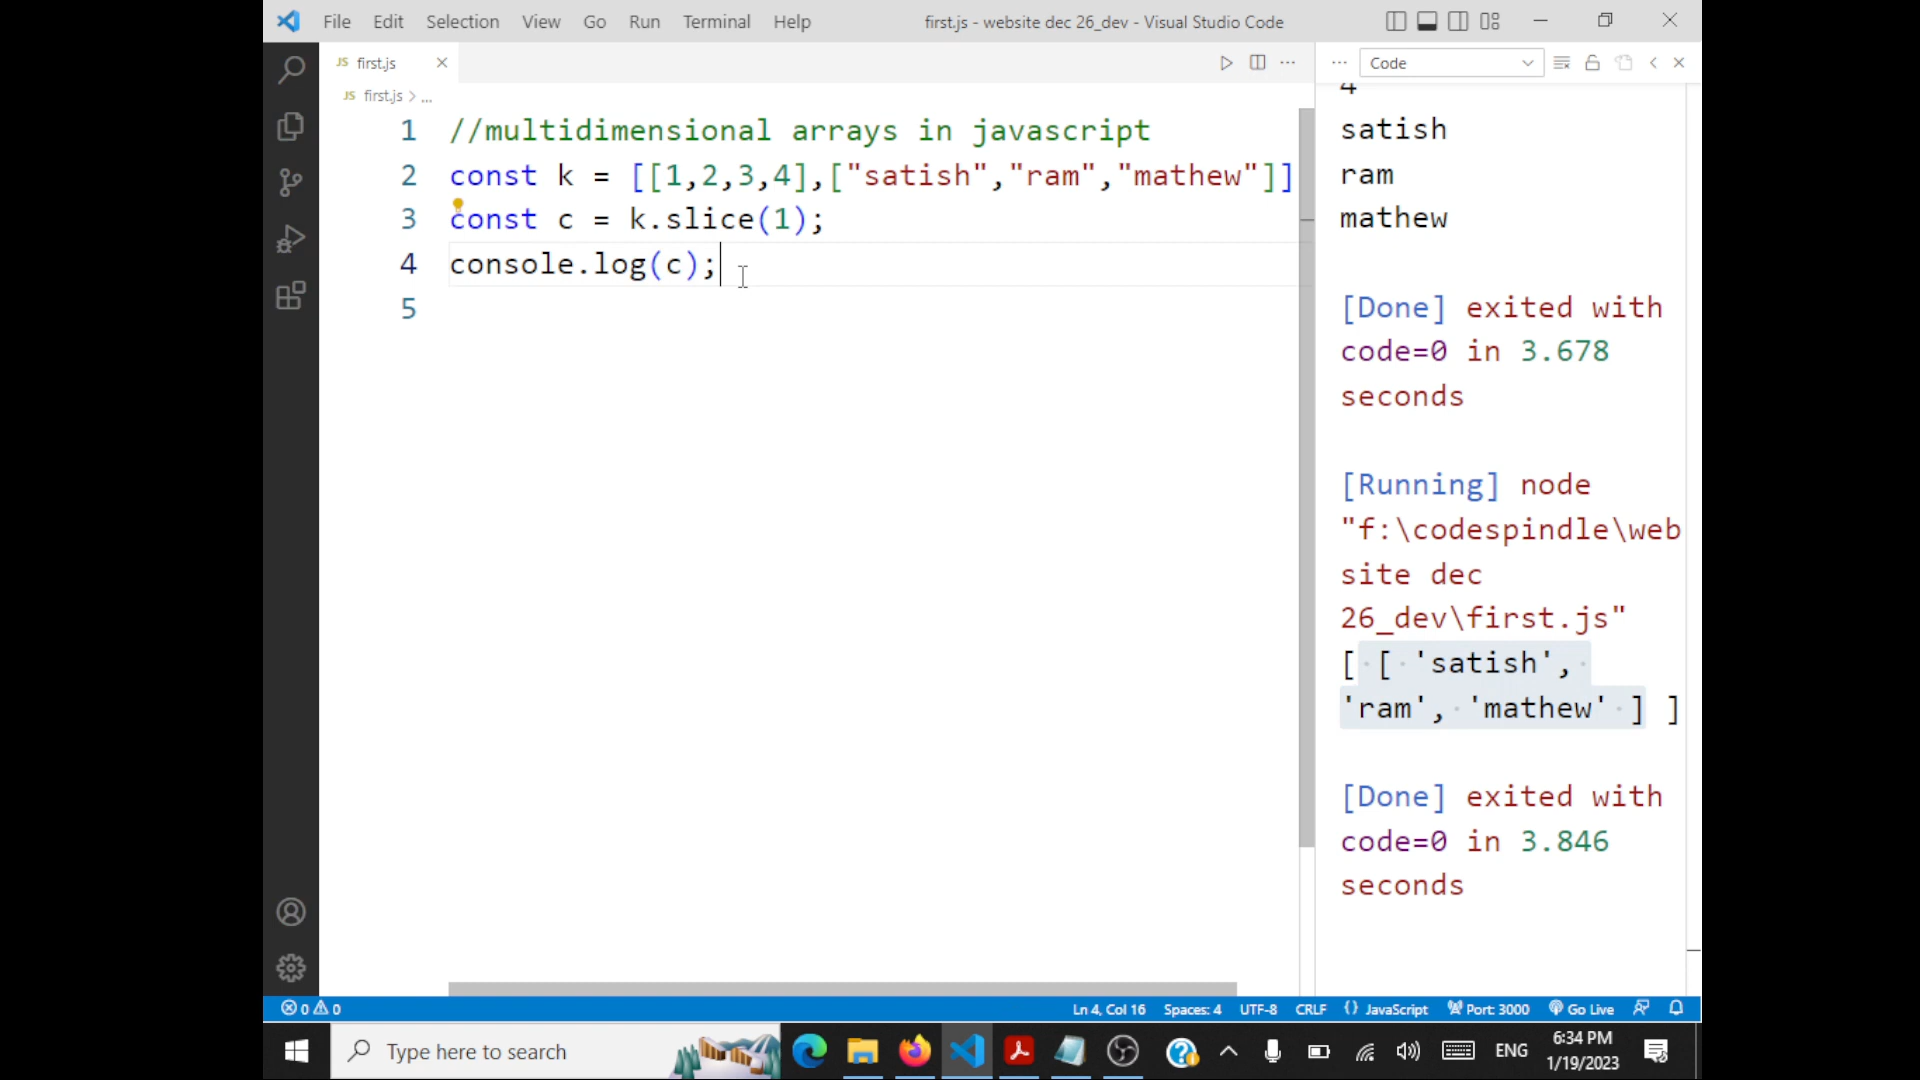 File Edit Selection View Go Run Terminal Help
first.js - website dec 26_dev - Visual Studio Code
JS first.js
Code
JS first.js > ...
1 //multidimensional arrays in javascript
2 const k = [[1,2,3,4],["satish","ram","mathew"]]
3 const c = k.slice(1);
4 console.log(c);
5
4
satish
ram
mathew
[Done] exited with
code=0 in 3.678
seconds
[Running] node
"f:\codespindle\web
site dec
26_dev\first.js"
[ [ 'satish',
'ram', 'mathew' ] ]
[Done] exited with
code=0 in 3.846
seconds
0 0
Ln 4, Col 16 Spaces: 4 UTF-8 CRLF {} JavaScript Port: 3000 Go Live
Type here to search
ENG
6:34 PM
1/19/2023